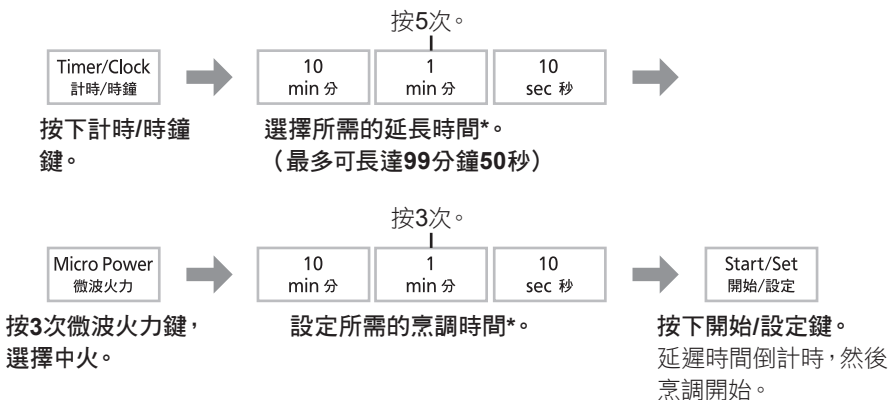 按5次。
Timer/Clock
計時/時鐘
10
min 分
1
min 分
10
sec 秒
按下計時/時鐘
鍵。
選擇所需的延長時間*。
（最多可長達99分鐘50秒）
按3次。
Micro Power
微波火力
10
min 分
1
min 分
10
sec 秒
Start/Set
開始/設定
按3次微波火力鍵，
選擇中火。
設定所需的烹調時間*。
按下開始/設定鍵。
延遲時間倒計時，然後
烹調開始。